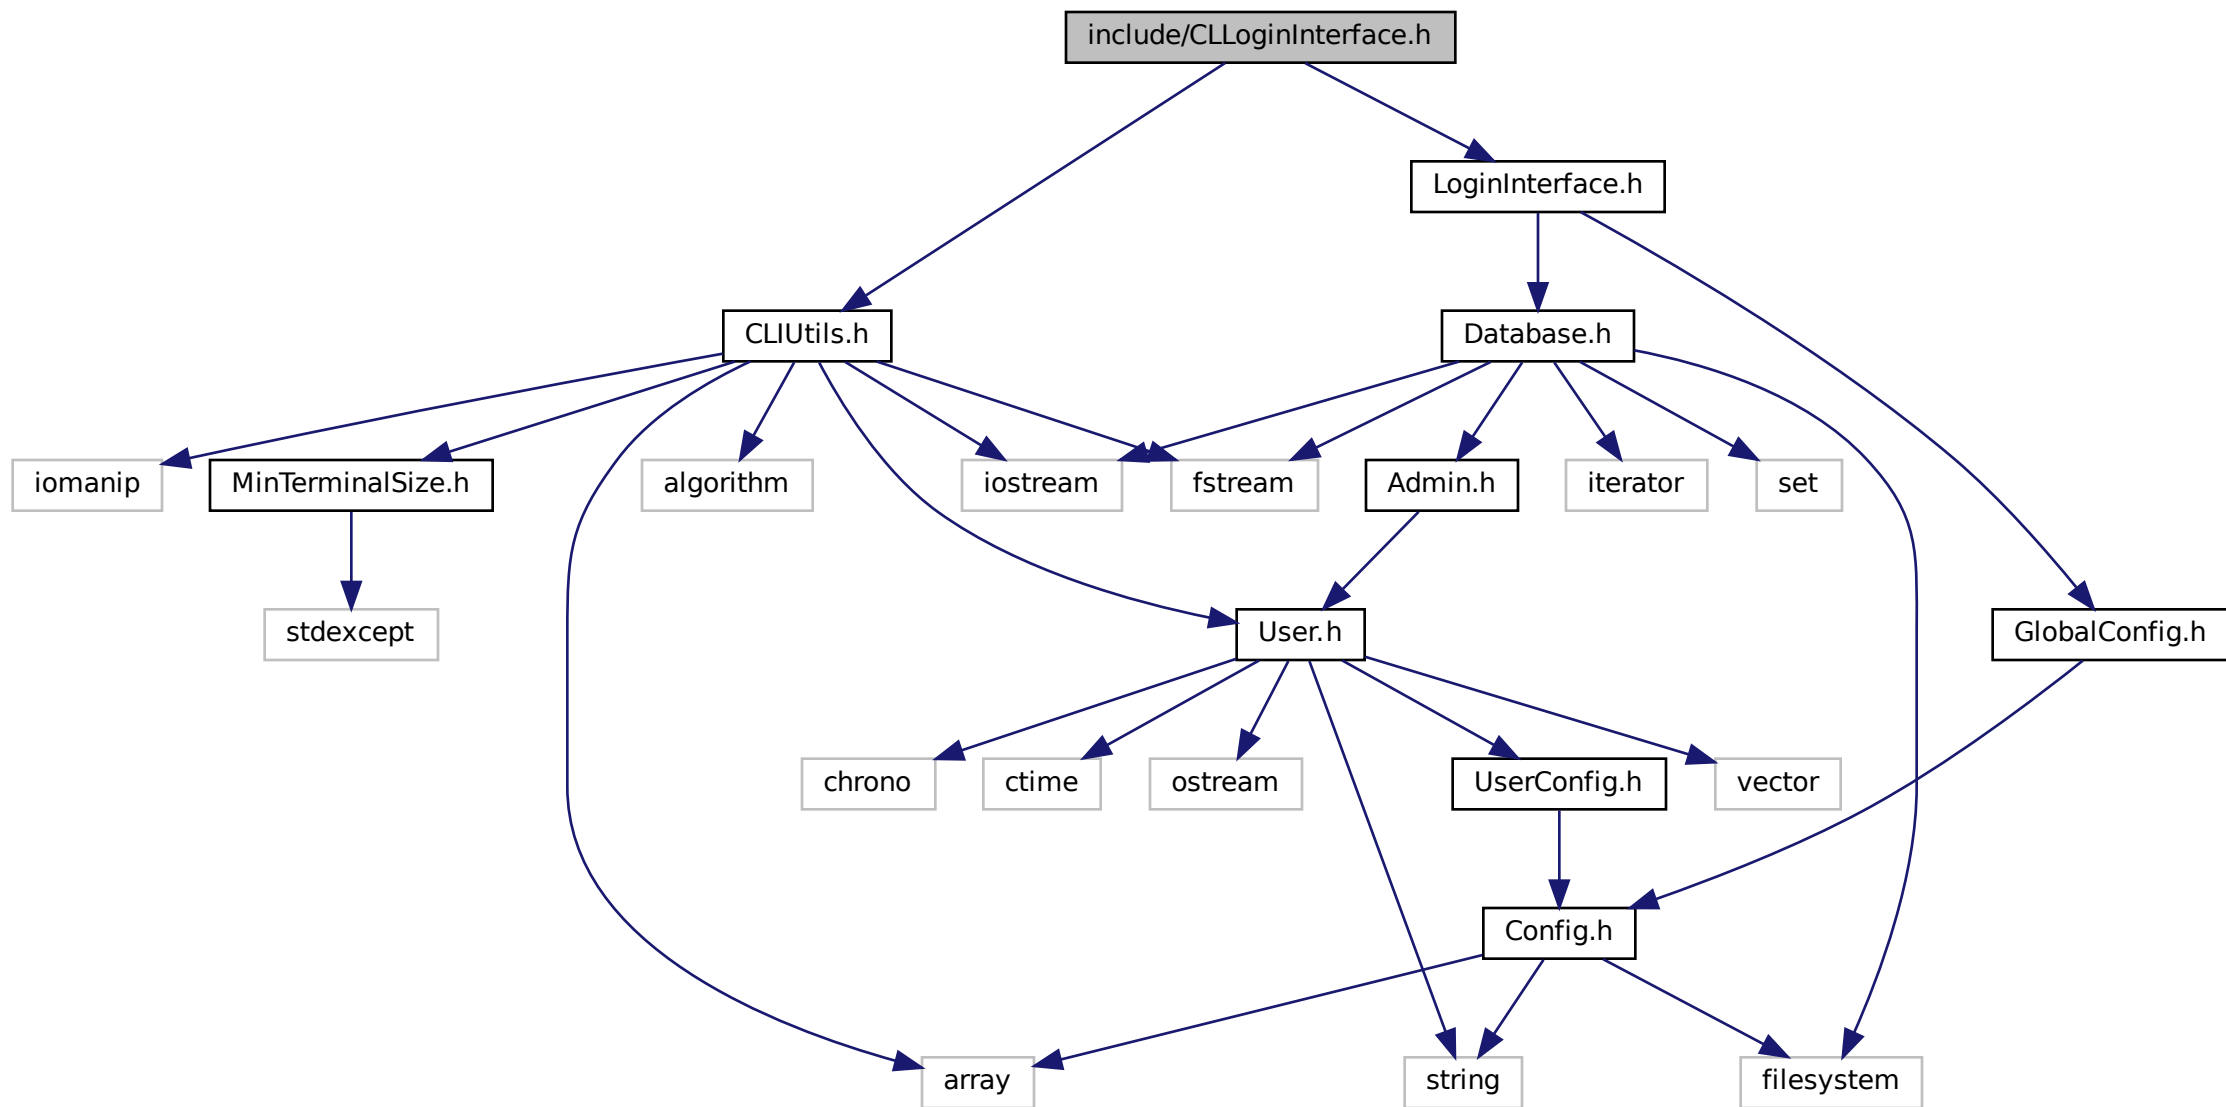 include/CLLoginInterface.h
LoginInterface.h
CLIUtils.h
Database.h
iomanip
MinTerminalSize.h
algorithm
iostream
fstream
Admin.h
iterator
set
stdexcept
User.h
GlobalConfig.h
chrono
ctime
ostream
UserConfig.h
vector
Config.h
array
string
filesystem